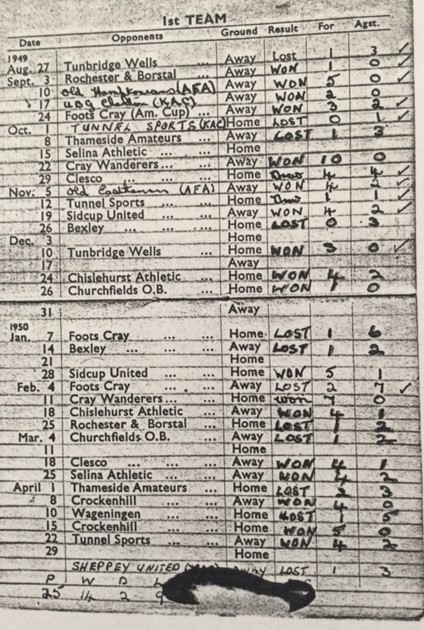 1st TEAM
Date Opponents Ground Result For Agst.
1949
Aug. 27 Tunbridge Wells ... Away Lost 1 3 ✓
Sept. 3 Rochester & Borstal ... Away WON 1 0 ✓
10 Old (AFA) Away WON 5 0 ✓
17 (KAC) Away WON 2 0 ✓
24 Foots Cray (Am. Cup) ... Away WON 3 2 ✓
Oct. 1 TUNNEL SPORTS (KAC) Home LOST 0 1 ✓
8 Thameside Amateurs ... Away LOST 1 3
15 Selina Athletic ... ... Home
22 Cray Wanderers... ... Away WON 10 0
29 Clesco ... ... ... Home Draw 4 4 ✓
Nov. 5 Old (AFA) Away WON 4
12 Tunnel Sports ... ... Home Draw 1 1 ✓
19 Sidcup United ... ... Away WON 4 2 ✓
26 Bexley ... ... ... Home LOST 0 3
Dec. 3 Home
10 Tunbridge Wells ... Home WON 3 0 ✓
17 Away
24 Chislehurst Athletic ... Home WON 4 2
26 Churchfields O.B. ... Home WON 0
31 Away
1950
Jan. 7 Foots Cray ... ... Home LOST 1 6
14 Bexley ... ... ... Away LOST 1 2
21 Home
28 Sidcup United ... ... Home WON 5 1
Feb. 4 Foots Cray ... ... Away LOST 2 7 ✓
11 Cray Wanderers... ... Home won 7 0
18 Chislehurst Athletic ... Away WON 4 1
25 Rochester & Borstal ... Home LOST 1 2
Mar. 4 Churchfields O.B. ... Away LOST 1 2
11 Home
18 Clesco ... ... ... Away WON 4 1
25 Selina Athletic ... ... Away WON 4 2
April 1 Thameside Amateurs ... Home LOST 2 3
8 Crockenhill ... ... Away WON 4 0
10 Wageningen ... ... Home LOST 5
15 Crockenhill ... ... Home WON 5 0
22 Tunnel Sports ... ... Away WON 4 2
29 Home
SHEPPEY UNITED LOST 1 3
P W D L
25 14 2 9